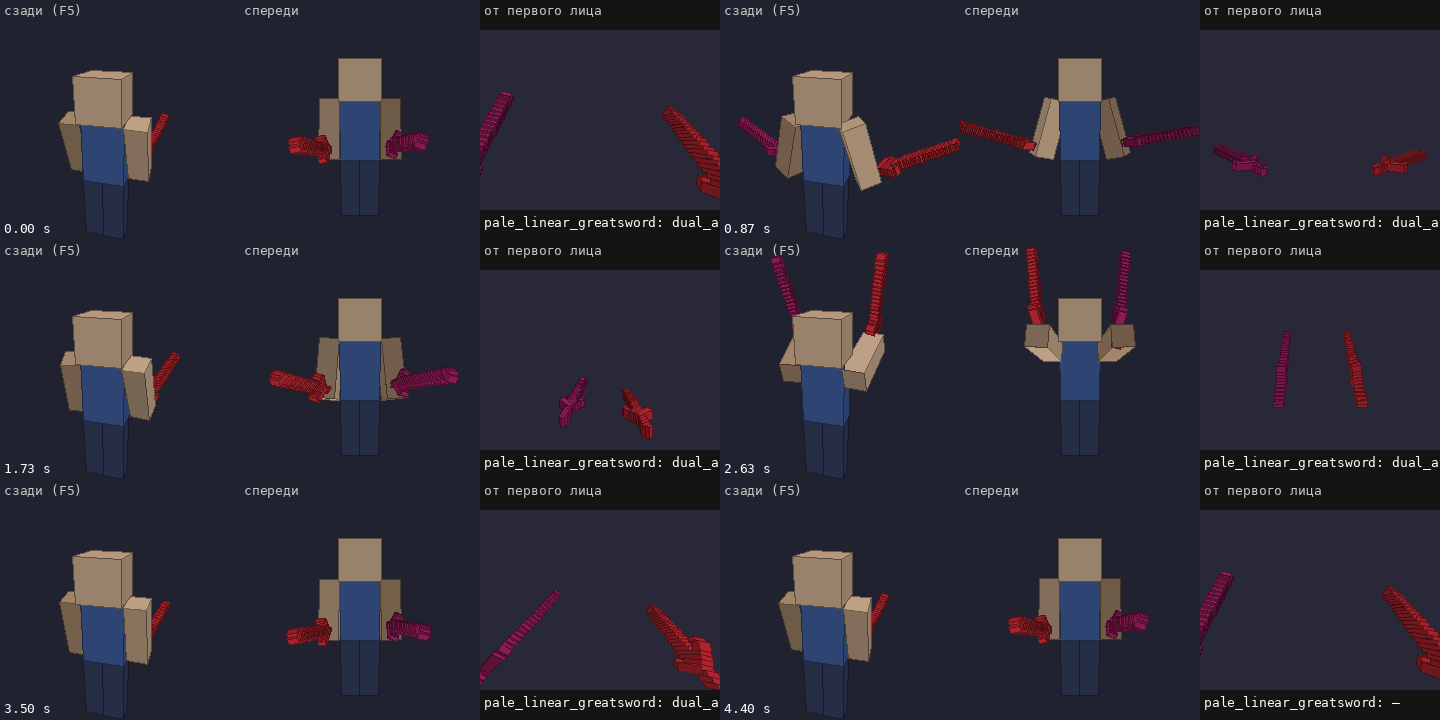 сзади (F5) спереди от первого лица сзади (F5) спереди от первого лица
0.00 s pale_linear_greatsword: dual_a 0.87 s pale_linear_greatsword: dual_a
сзади (F5) спереди от первого лица сзади (F5) спереди от первого лица
1.73 s pale_linear_greatsword: dual_a 2.63 s pale_linear_greatsword: dual_a
сзади (F5) спереди от первого лица сзади (F5) спереди от первого лица
3.50 s pale_linear_greatsword: dual_a 4.40 s pale_linear_greatsword: —